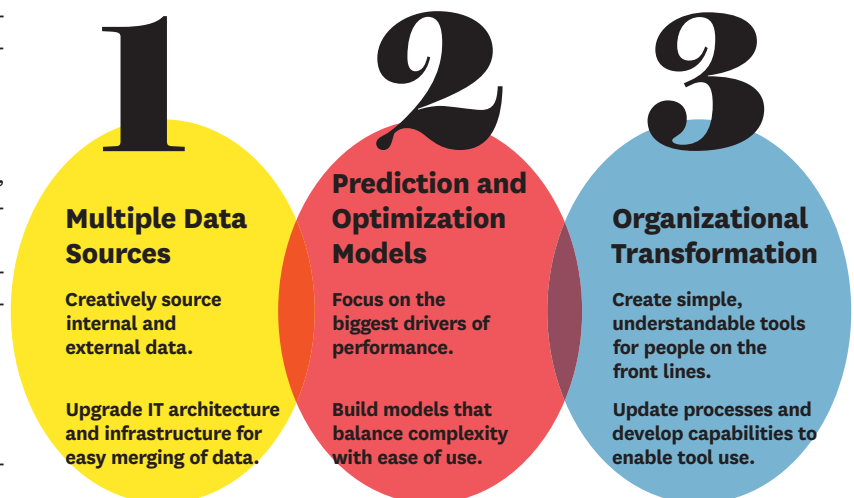 1
Multiple Data
Sources
Creatively source
internal and
external data.
Upgrade IT architecture
and infrastructure for
easy merging of data.
2
Prediction and
Optimization
Models
Focus on the
biggest drivers of
performance.
Build models that
balance complexity
with ease of use.
3
Organizational
Transformation
Create simple,
understandable tools
for people on the
front lines.
Update processes and
develop capabilities to
enable tool use.